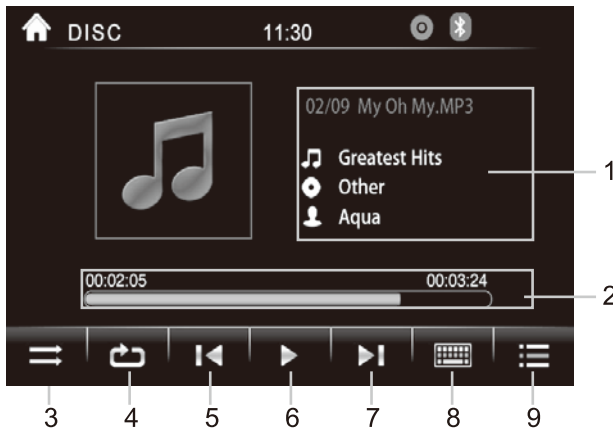 DISC 11:30
02/09 My Oh My.MP3
Greatest Hits
Other
Aqua
1
00:02:05 00:03:24
2
3 4 5 6 7 8 9